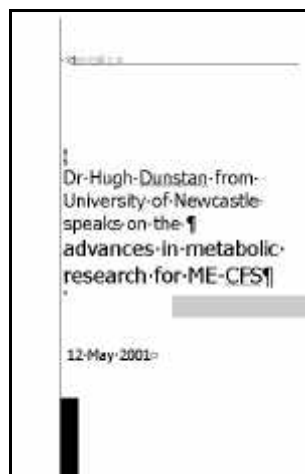 Dr Hugh Dunstan from
University of Newcastle
speaks on the ¶
advances in metabolic
research for ME-CFS¶
12 May 2001